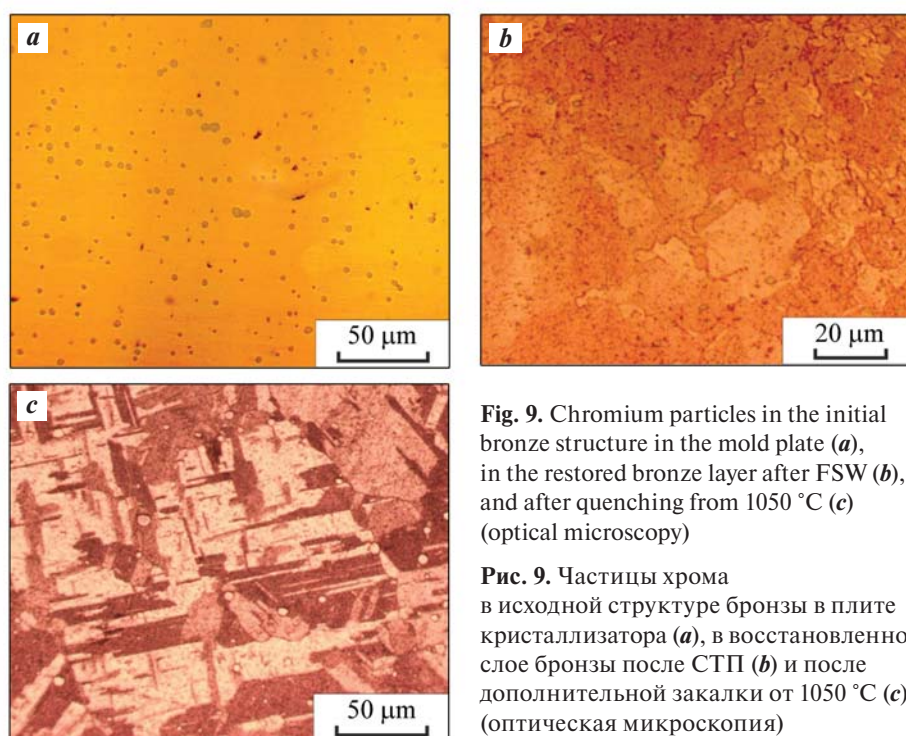 a
b
50 μm
20 μm
c
50 μm
Fig. 9. Chromium particles in the initial
bronze structure in the mold plate (a),
in the restored bronze layer after FSW (b),
and after quenching from 1050 °C (c)
(optical microscopy)
Рис. 9. Частицы хрома
в исходной структуре бронзы в плите
кристаллизатора (a), в восстановленно
слое бронзы после СТП (b) и после
дополнительной закалки от 1050 °C (c)
(оптическая микроскопия)